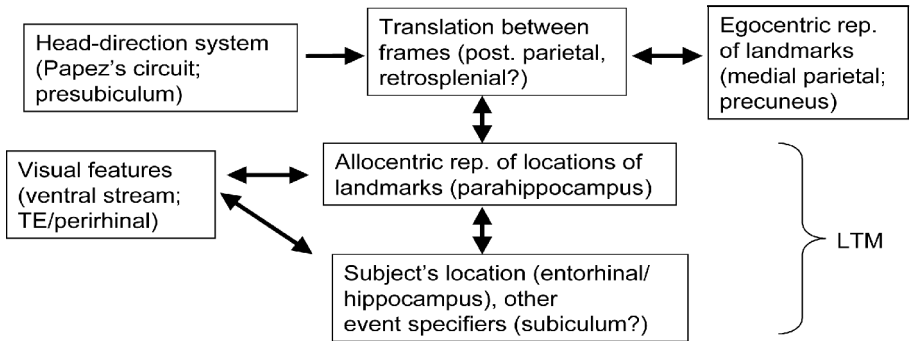 Head-direction system
(Papez's circuit;
presubiculum)
Translation between
frames (post. parietal,
retrosplenial?)
Egocentric rep.
of landmarks
(medial parietal;
precuneus)
Visual features
(ventral stream;
TE/perirhinal)
Allocentric rep. of locations of
landmarks (parahippocampus)
Subject's location (entorhinal/
hippocampus), other
event specifiers (subiculum?)
LTM